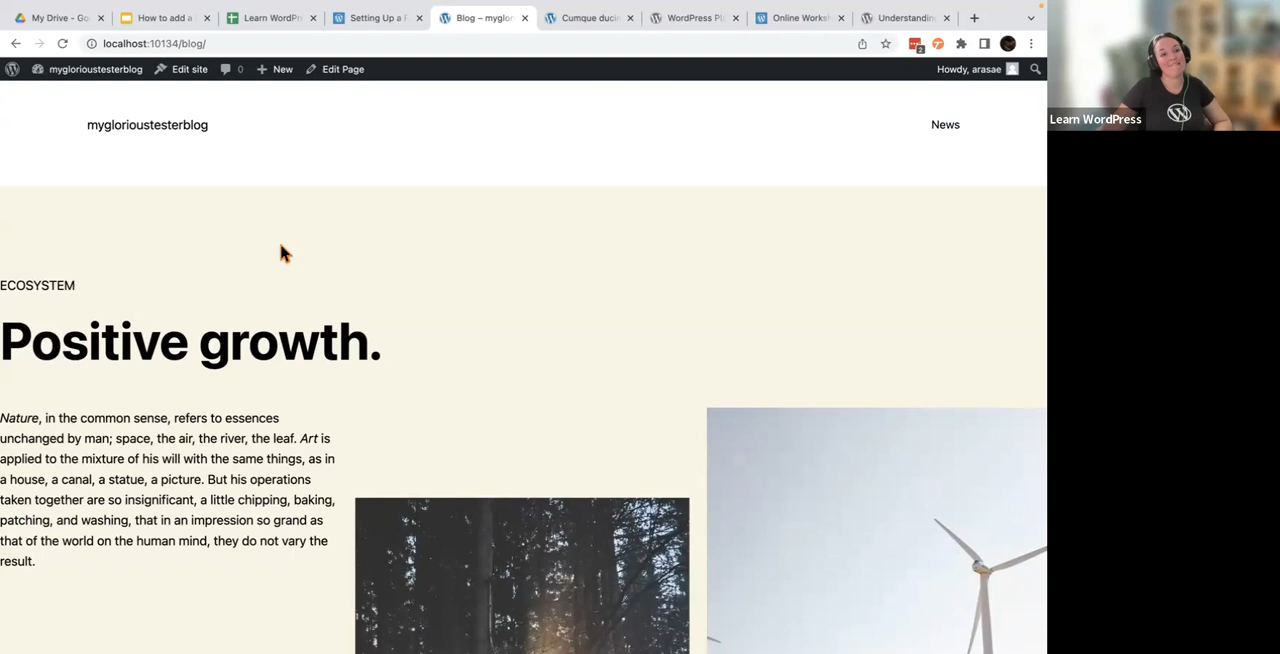 My Drive - Go
How to add a
Learn WordPr
Setting Up a F
Blog – myglor
Cumque duci
WordPress Pl
Online Works
Understandin
localhost:10134/blog/
2
myglorioustesterblog
Edit site
0
New
Edit Page
Howdy, arasae
myglorioustesterblog
News
Learn WordPress
ECOSYSTEM
Positive growth.
Nature, in the common sense, refers to essences
unchanged by man; space, the air, the river, the leaf. Art is
applied to the mixture of his will with the same things, as in
a house, a canal, a statue, a picture. But his operations
taken together are so insignificant, a little chipping, baking,
patching, and washing, that in an impression so grand as
that of the world on the human mind, they do not vary the
result.